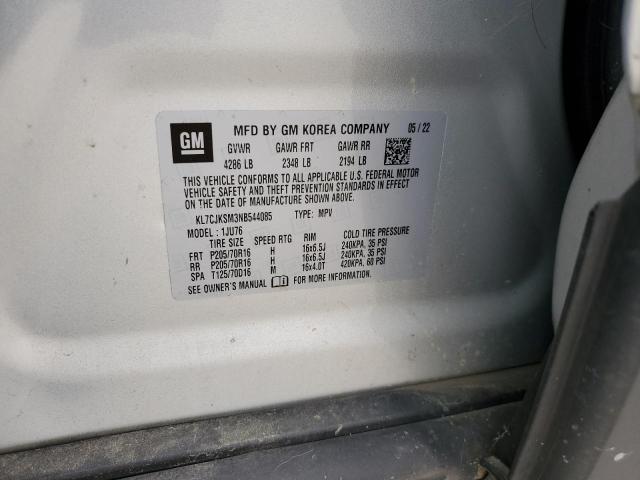 GM
MFD BY GM KOREA COMPANY 05 / 22
GVWR GAWR FRT GAWR RR
4286 LB 2348 LB 2194 LB
THIS VEHICLE CONFORMS TO ALL APPLICABLE U.S. FEDERAL MOTOR
VEHICLE SAFETY AND THEFT PREVENTION STANDARDS IN EFFECT
ON THE DATE OF MANUFACTURE SHOWN ABOVE.
KL7CJKSM3NB544085 TYPE: MPV
MODEL : 1JU76
TIRE SIZE SPEED RTG RIM COLD TIRE PRESSURE
FRT P205/70R16 H 16x6.5J 240KPA, 35 PSI
RR P205/70R16 H 16x6.5J 240KPA, 35 PSI
SPA T125/70D16 M 16x4.0T 420KPA, 60 PSI
SEE OWNER'S MANUAL FOR MORE INFORMATION.